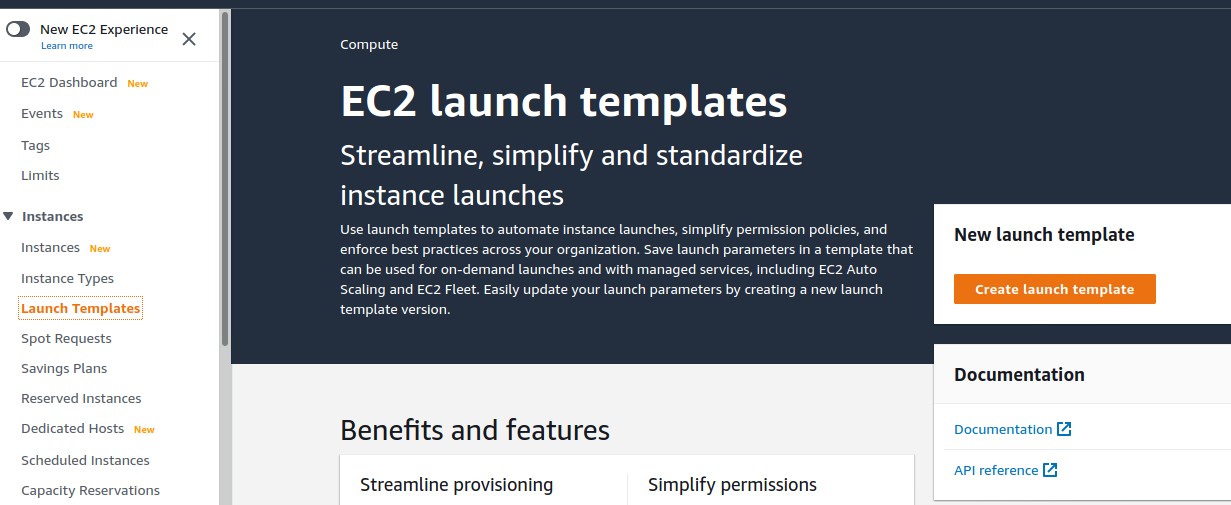 New EC2 Experience
Learn more
EC2 Dashboard New
Events New
Tags
Limits
Instances
Instances New
Instance Types
Launch Templates
Spot Requests
Savings Plans
Reserved Instances
Dedicated Hosts New
Scheduled Instances
Capacity Reservations
Compute
EC2 launch templates
Streamline, simplify and standardize
instance launches
Use launch templates to automate instance launches, simplify permission policies, and
enforce best practices across your organization. Save launch parameters in a template that
can be used for on-demand launches and with managed services, including EC2 Auto
Scaling and EC2 Fleet. Easily update your launch parameters by creating a new launch
template version.
New launch template
Create launch template
Documentation
Documentation
API reference
Benefits and features
Streamline provisioning
Simplify permissions